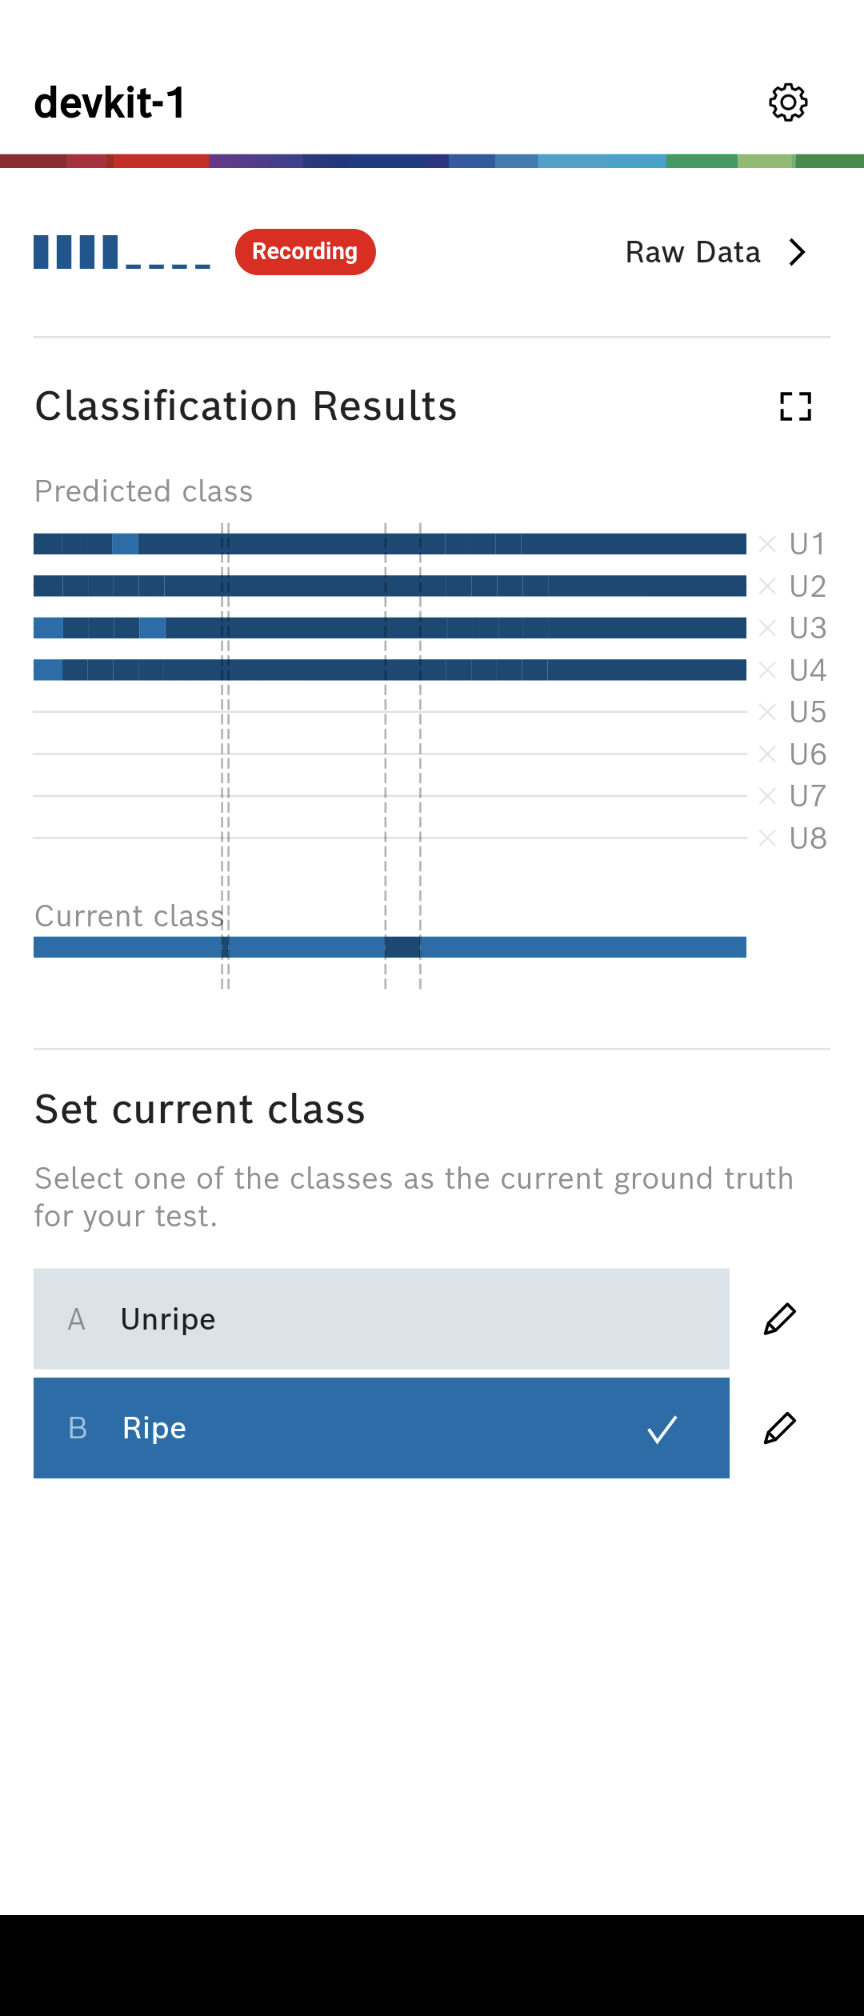 devkit-1
Recording
Raw Data
Classification Results
Predicted class
U1
U2
U3
U4
U5
U6
U7
U8
Current class
Set current class
Select one of the classes as the current ground truth
for your test.
A Unripe
B Ripe